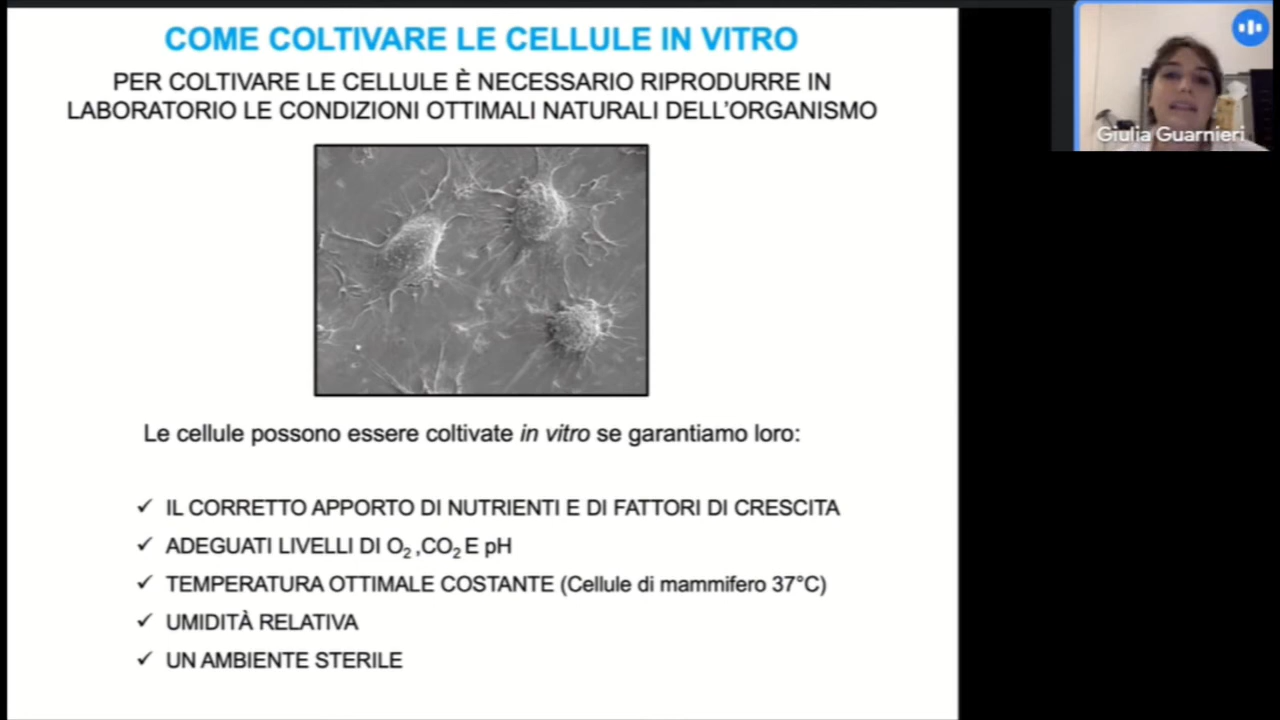 COME COLTIVARE LE CELLULE IN VITRO
PER COLTIVARE LE CELLULE È NECESSARIO RIPRODURRE IN
LABORATORIO LE CONDIZIONI OTTIMALI NATURALI DELL'ORGANISMO
Giulia Guarnieri
Le cellule possono essere coltivate in vitro se garantiamo loro:
✓ IL CORRETTO APPORTO DI NUTRIENTI E DI FATTORI DI CRESCITA
✓ ADEGUATI LIVELLI DI O₂ ,CO₂ E pH
✓ TEMPERATURA OTTIMALE COSTANTE (Cellule di mammifero 37°C)
✓ UMIDITÀ RELATIVA
✓ UN AMBIENTE STERILE